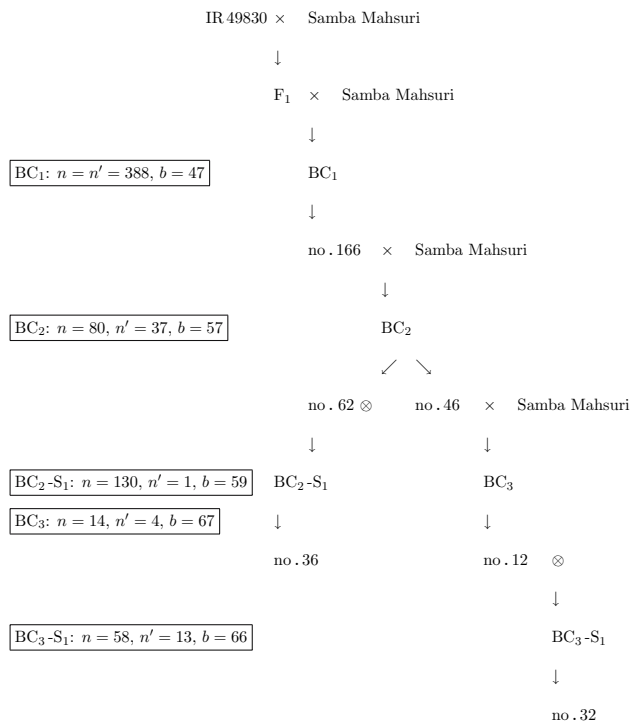 IR 49830 × Samba Mahsuri
↓
F₁ × Samba Mahsuri
↓
BC₁: n = n′ = 388, b = 47 BC₁
↓
no.166 × Samba Mahsuri
↓
BC₂: n = 80, n′ = 37, b = 57 BC₂
↙ ↘
no.62 ⊗ no.46 × Samba Mahsuri
↓ ↓
BC₂-S₁: n = 130, n′ = 1, b = 59 BC₂-S₁ BC₃
BC₃: n = 14, n′ = 4, b = 67 ↓ ↓
no.36 no.12 ⊗
↓
BC₃-S₁: n = 58, n′ = 13, b = 66 BC₃-S₁
↓
no.32